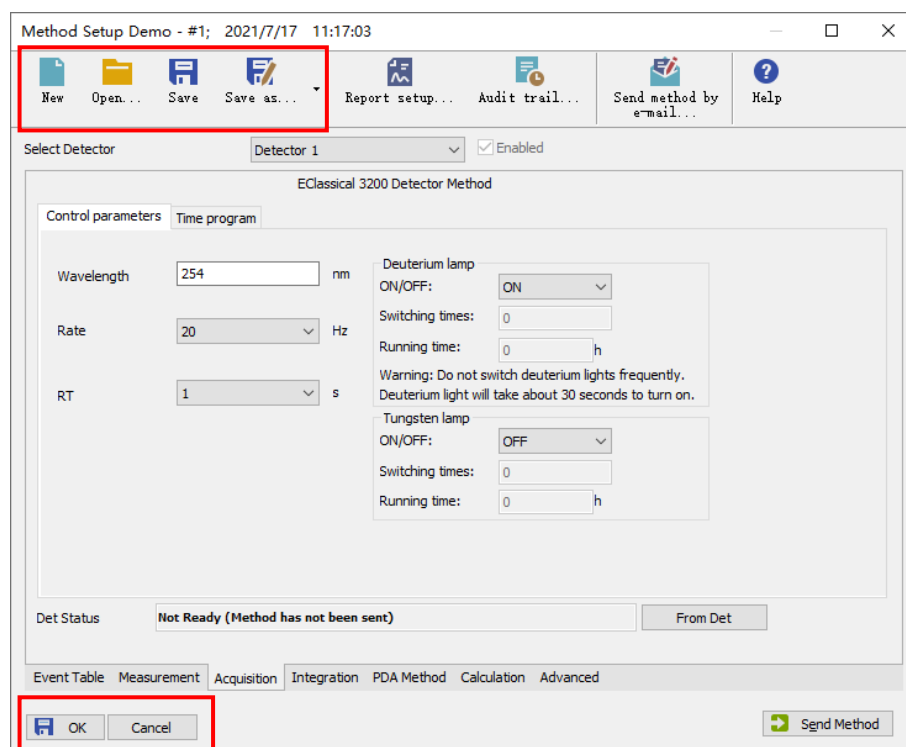 Method Setup Demo - #1;   2021/7/17   11:17:03
New
Open...
Save
Save as...
Report setup...
Audit trail...
Send method by
e-mail...
Help
Select Detector
Detector 1
Enabled
EClassical 3200 Detector Method
Control parameters
Time program
Wavelength
254
nm
Rate
20
Hz
RT
1
s
Deuterium lamp
ON/OFF:
ON
Switching times:
0
Running time:
0
h
Warning: Do not switch deuterium lights frequently.
Deuterium light will take about 30 seconds to turn on.
Tungsten lamp
ON/OFF:
OFF
Switching times:
0
Running time:
0
h
Det Status
Not Ready (Method has not been sent)
From Det
Event Table
Measurement
Acquisition
Integration
PDA Method
Calculation
Advanced
OK
Cancel
Send Method